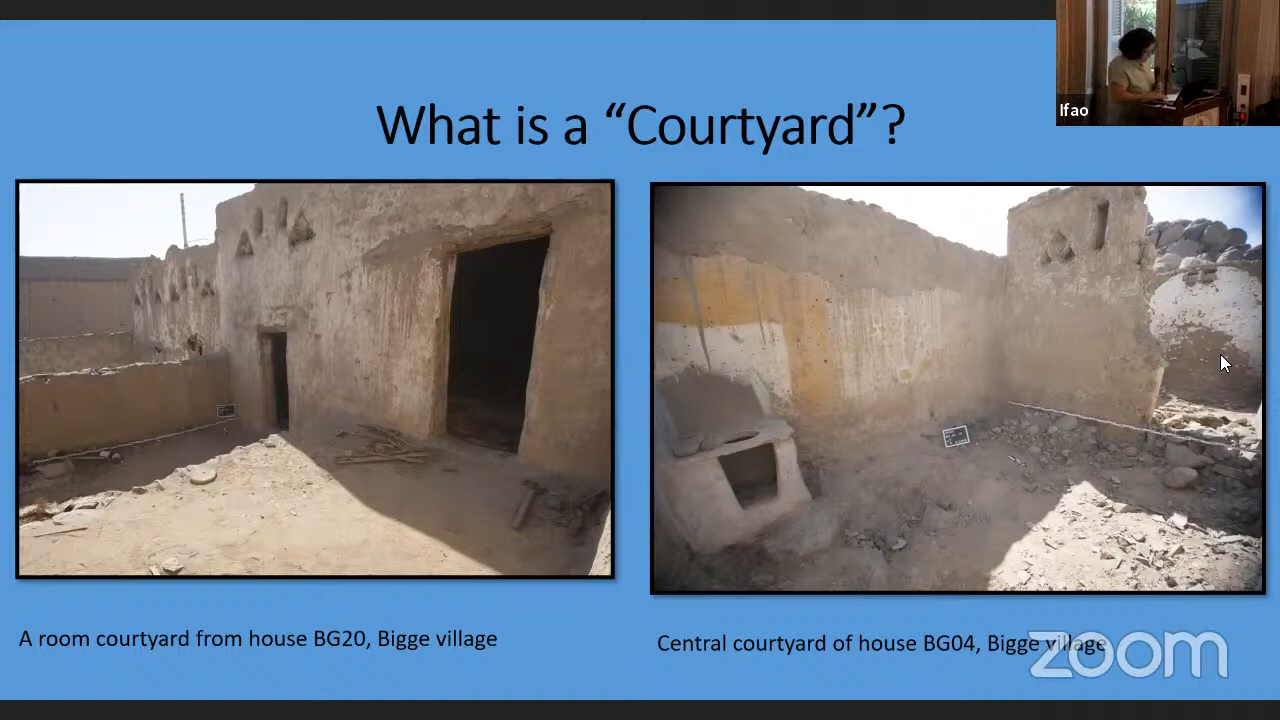 Ifao
What is a “Courtyard”?
A room courtyard from house BG20, Bigge village
Central courtyard of house BG04, Bigge village
zoom